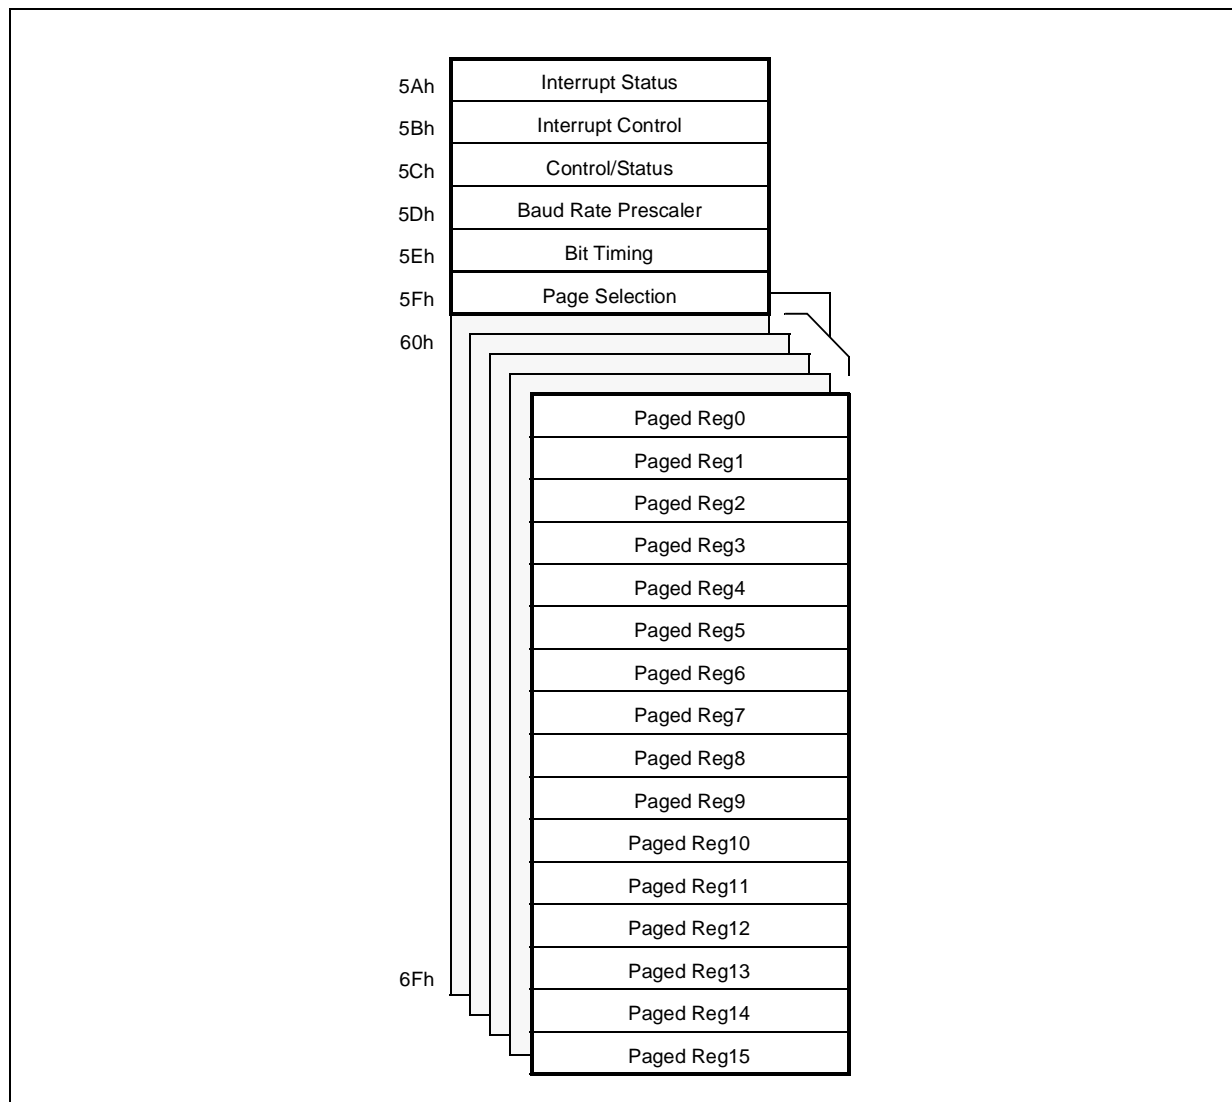 5Ah Interrupt Status
5Bh Interrupt Control
5Ch Control/Status
5Dh Baud Rate Prescaler
5Eh Bit Timing
5Fh Page Selection
60h
Paged Reg0
Paged Reg1
Paged Reg2
Paged Reg3
Paged Reg4
Paged Reg5
Paged Reg6
Paged Reg7
Paged Reg8
Paged Reg9
Paged Reg10
Paged Reg11
Paged Reg12
Paged Reg13
6Fh
Paged Reg14
Paged Reg15